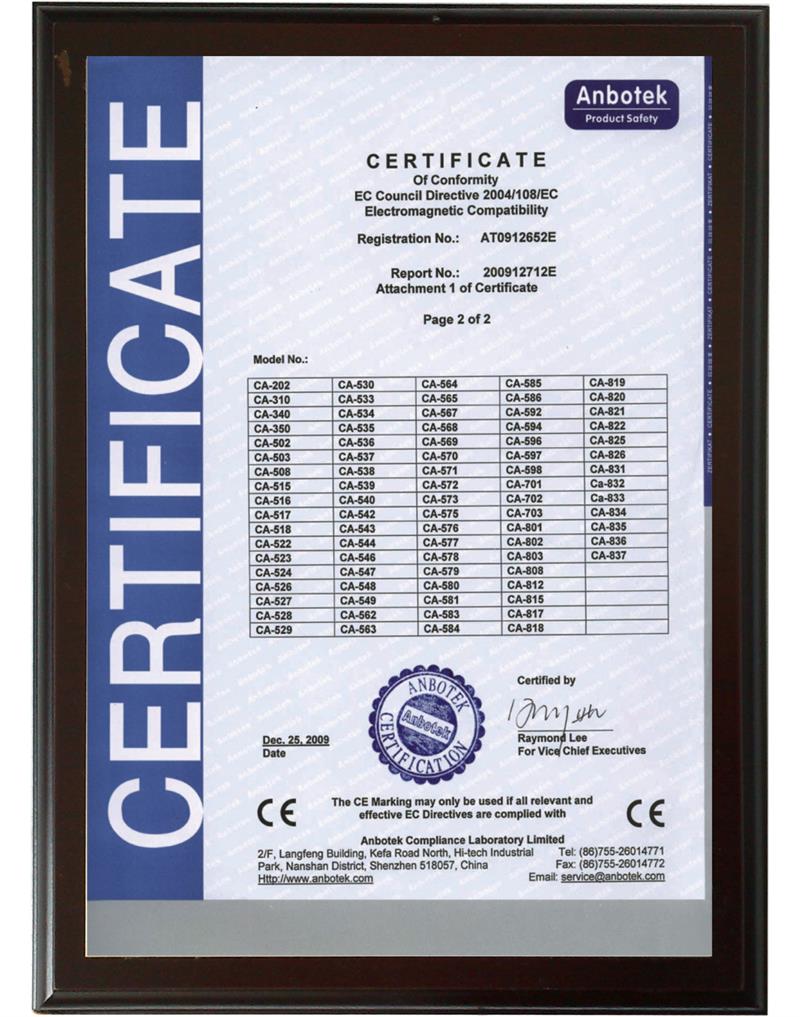 CERTIFICATE
Anbotek
Product Safety
CERTIFICATE
Of Conformity
EC Council Directive 2004/108/EC
Electromagnetic Compatibility
Registration No.: AT0912652E
Report No.: 200912712E
Attachment 1 of Certificate
Page 2 of 2
Model No.:
CA-202 CA-530 CA-564 CA-585 CA-819
CA-310 CA-533 CA-565 CA-586 CA-820
CA-340 CA-534 CA-567 CA-592 CA-821
CA-350 CA-535 CA-568 CA-594 CA-822
CA-502 CA-536 CA-569 CA-596 CA-825
CA-503 CA-537 CA-570 CA-597 CA-826
CA-508 CA-538 CA-571 CA-598 CA-831
CA-515 CA-539 CA-572 CA-701 Ca-832
CA-516 CA-540 CA-573 CA-702 Ca-833
CA-517 CA-542 CA-575 CA-703 CA-834
CA-518 CA-543 CA-576 CA-801 CA-835
CA-522 CA-544 CA-577 CA-802 CA-836
CA-523 CA-546 CA-578 CA-803 CA-837
CA-524 CA-547 CA-579 CA-808
CA-526 CA-548 CA-580 CA-812
CA-527 CA-549 CA-581 CA-815
CA-528 CA-562 CA-583 CA-817
CA-529 CA-563 CA-584 CA-818
ANBOTEK
Anbotek
CERTIFICATION
Certified by
Raymond Lee
For Vice Chief Executives
Dec. 25, 2009
Date
CE
The CE Marking may only be used if all relevant and
effective EC Directives are complied with
CE
Anbotek Compliance Laboratory Limited
2/F, Langfeng Building, Kefa Road North, Hi-tech Industrial Tel: (86)755-26014771
Park, Nanshan District, Shenzhen 518057, China Fax: (86)755-26014772
Http://www.anbotek.com Email: service@anbotek.com